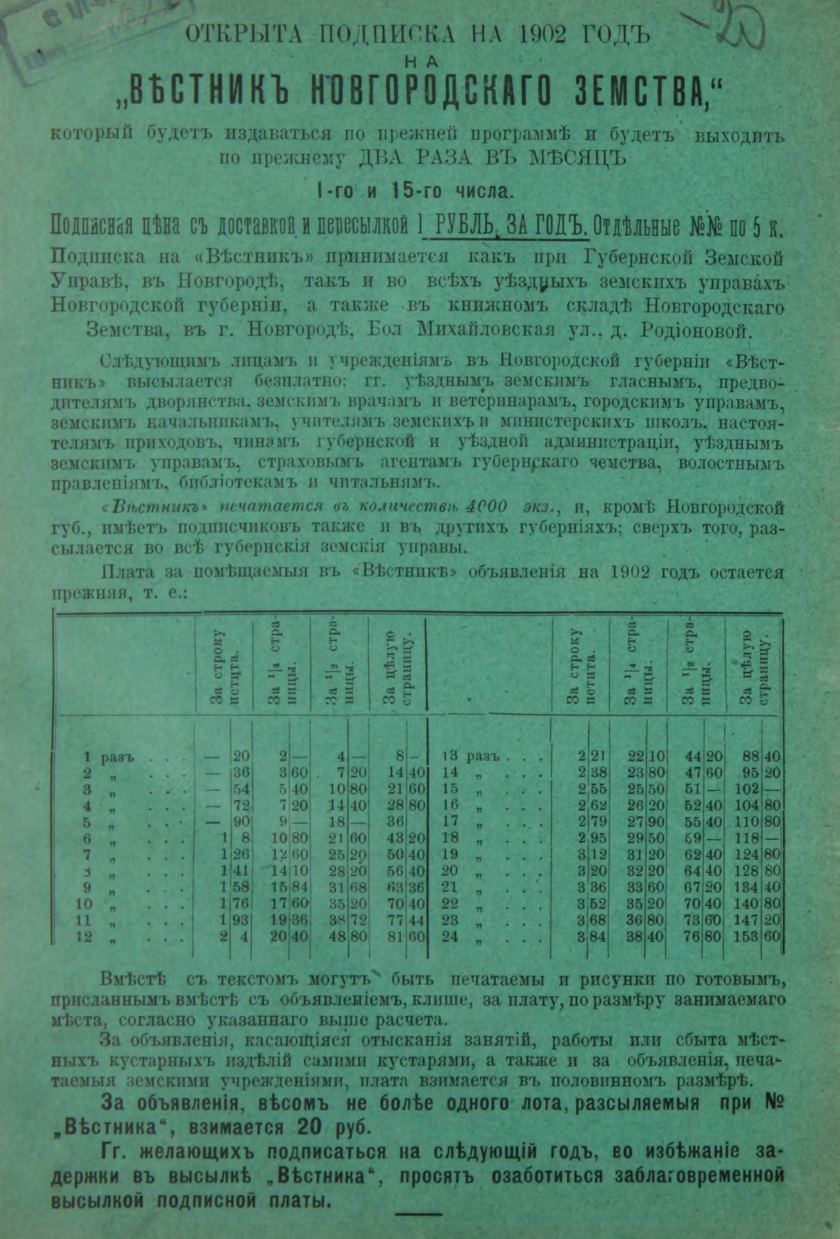 ОТКРЫТА ПОДПИСКА НА 1902 ГОДЪ
НА
„ВѢСТНИКЪ НОВГОРОДСКАГО ЗЕМСТВА,“
который будетъ издаваться по прежней программѣ и будетъ выходить
по прежнему ДВА РАЗА ВЪ МѢСЯЦЪ
1-го и 15-го числа.
Подписная цѣна съ доставкой и пересылкой 1 РУБЛЬ, ЗА ГОДЪ. Отдѣльные №№ по 5 к.
Подписка на «Вѣстникъ» принимается какъ при Губернской Земской
Управѣ, въ Новгородѣ, такъ и во всѣхъ уѣздныхъ земскихъ управахъ
Новгородской губерніи, а также въ книжномъ складѣ Новгородскаго
Земства, въ г. Новгородѣ, Бол Михайловская ул., д. Родіоновой.
Слѣдующимъ лицамъ и учрежденіямъ въ Новгородской губерніи «Вѣст-
никъ» высылается безплатно: гг. уѣзднымъ земскимъ гласнымъ, предво-
дителямъ дворянства, земскимъ врачамъ и ветеринарамъ, городскимъ управамъ,
земскимъ начальникамъ, учителямъ земскихъ и министерскихъ школъ, настоя-
телямъ приходовъ, чинамъ губернской и уѣздной администраціи, уѣзднымъ
земскимъ управамъ, страховымъ агентамъ губернскаго земства, волостнымъ
правленіямъ, библіотекамъ и читальнямъ.
«Вѣстникъ» печатается въ количествѣ 4000 экз., и, кромѣ Новгородской
губ., имѣетъ подписчиковъ также и въ другихъ губерніяхъ; сверхъ того, раз-
сылается во всѣ губернскія земскія управы.
Плата за помѣщаемыя въ «Вѣстникѣ» объявленія на 1902 годъ остается
прежняя, т. е.:
За строку петита. За 1/4 стра- ницы. За 1/2 стра- ницы. За цѣлую страницу. За строку петита. За 1/4 стра- ницы. За 1/2 стра- ницы. За цѣлую страницу.
1 разъ . . . — 20 2 — 4 — 8 — 13 разъ . . . 2 21 22 10 44 20 88 40
2 „ . . . — 36 3 60 7 20 14 40 14 „ . . . 2 38 23 80 47 60 95 20
3 „ . . . — 54 5 40 10 80 21 60 15 „ . . . 2 55 25 50 51 — 102 —
4 „ . . . — 72 7 20 14 40 28 80 16 „ . . . 2 62 26 20 52 40 104 80
5 „ . . . — 90 9 — 18 — 36 17 „ . . . 2 79 27 90 55 40 110 80
6 „ . . . 1 8 10 80 21 60 43 20 18 „ . . . 2 95 29 50 59 — 118 —
7 „ . . . 1 26 12 60 25 20 50 40 19 „ . . . 3 12 31 20 62 40 124 80
8 „ . . . 1 41 14 10 28 20 56 40 20 „ . . . 3 20 32 20 64 40 128 80
9 „ . . . 1 58 15 84 31 68 63 36 21 „ . . . 3 36 33 60 67 20 134 40
10 „ . . . 1 76 17 60 35 20 70 40 22 „ . . . 3 52 35 20 70 40 140 80
11 „ . . . 1 93 19 36 38 72 77 44 23 „ . . . 3 68 36 80 73 60 147 20
12 „ . . . 2 4 20 40 48 80 81 60 24 „ . . . 3 84 38 40 76 80 153 60
Вмѣстѣ съ текстомъ могутъ быть печатаемы и рисунки по готовымъ,
присланнымъ вмѣстѣ съ объявленіемъ, клише, за плату, по размѣру занимаемаго
мѣста, согласно указаннаго выше расчета.
За объявленія, касающіяся отысканія занятій, работы или сбыта мѣст-
ныхъ кустарныхъ издѣлій самими кустарями, а также и за объявленія, печа-
таемыя земскими учрежденіями, плата взимается въ половинномъ размѣрѣ.
За объявленія, вѣсомъ не болѣе одного лота, разсыляемыя при №
„Вѣстника“, взимается 20 руб.
Гг. желающихъ подписаться на слѣдующій годъ, во избѣжаніе за-
держки въ высылкѣ „Вѣстника“, просятъ озаботиться заблаговременной
высылкой подписной платы.